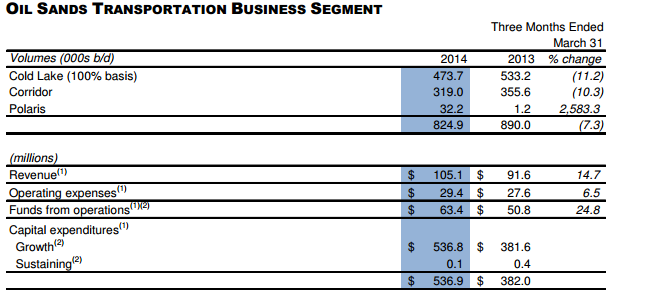 OIL SANDS TRANSPORTATION BUSINESS SEGMENT
Three Months Ended
March 31
Volumes (000s b/d) 2014 2013 % change
Cold Lake (100% basis) 473.7 533.2 (11.2)
Corridor 319.0 355.6 (10.3)
Polaris 32.2 1.2 2,583.3
824.9 890.0 (7.3)
(millions)
Revenue(1) $ 105.1 $ 91.6 14.7
Operating expenses(1) $ 29.4 $ 27.6 6.5
Funds from operations(1)(2) $ 63.4 $ 50.8 24.8
Capital expenditures(1)
Growth(2) $ 536.8 $ 381.6
Sustaining(2) 0.1 0.4
$ 536.9 $ 382.0